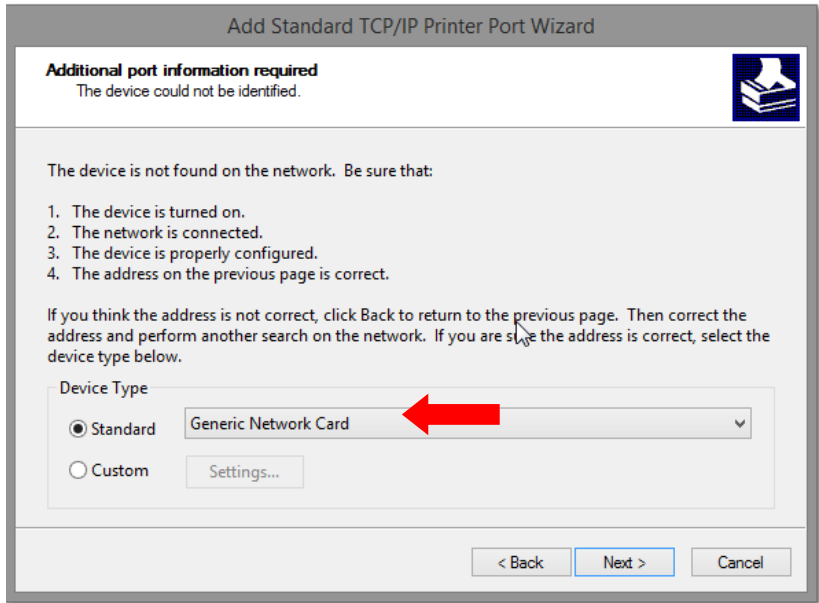 Add Standard TCP/IP Printer Port Wizard
Additional port information required
The device could not be identified.
The device is not found on the network.  Be sure that:
1.  The device is turned on.
2.  The network is connected.
3.  The device is properly configured.
4.  The address on the previous page is correct.
If you think the address is not correct, click Back to return to the previous page.  Then correct the
address and perform another search on the network.  If you are sure the address is correct, select the
device type below.
Device Type
Standard
Generic Network Card
Custom
Settings...
< Back
Next >
Cancel